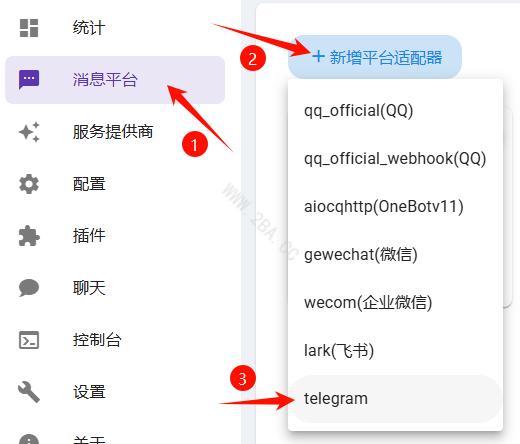 统计
消息平台
服务提供商
配置
插件
聊天
控制台
设置
关于
1
2
+ 新增平台适配器
qq_official(QQ)
qq_official_webhook(QQ)
aiocqhttp(OneBotv11)
gewechat(微信)
wecom(企业微信)
lark(飞书)
3
telegram
WWW.2BA.CC